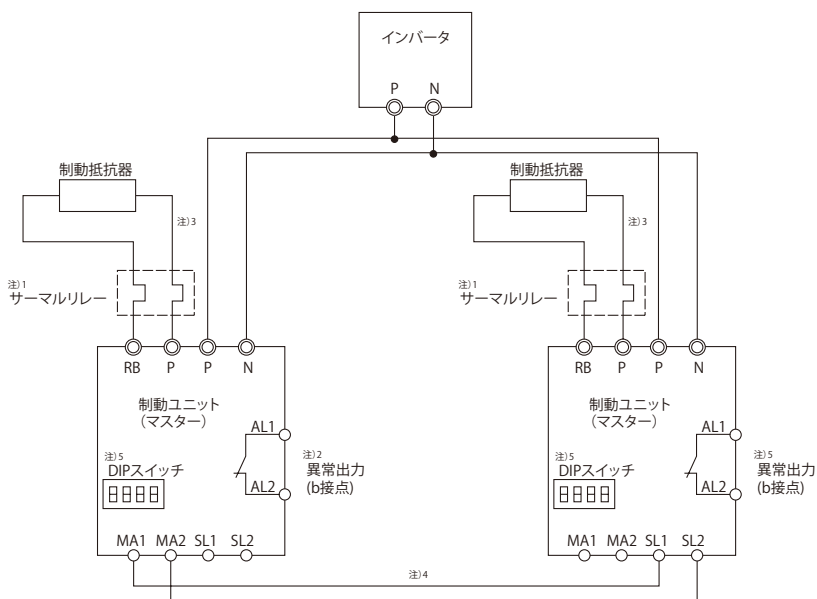 インバータ
P N
制動抵抗器
注)3
注)1
サーマルリレー
RB P P N
制動ユニット
(マスター)
注)5
DIPスイッチ
AL1
AL2
注)2
異常出力
(b接点)
MA1 MA2 SL1 SL2
制動抵抗器
注)3
注)1
サーマルリレー
RB P P N
制動ユニット
(マスター)
注)5
DIPスイッチ
AL1
AL2
注)5
異常出力
(b接点)
MA1 MA2 SL1 SL2
注)4